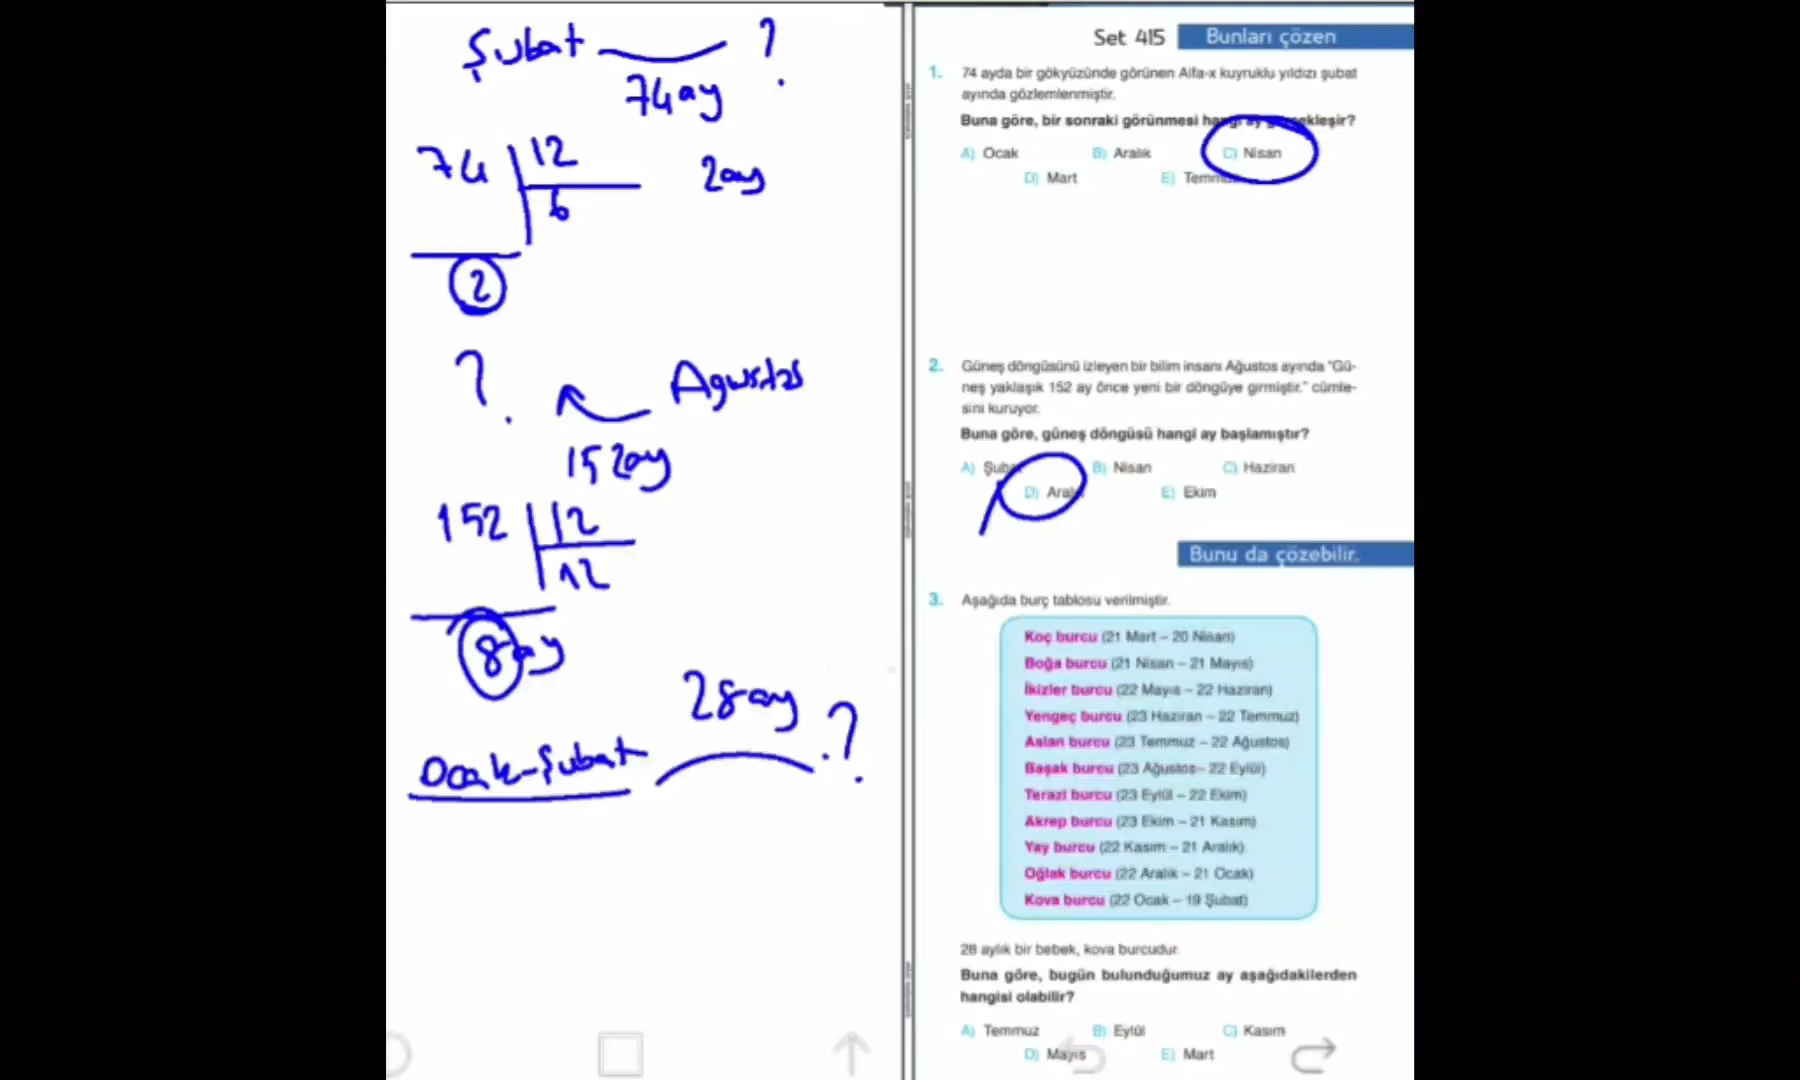 Şubat ?
74 ay
74 12
6
2 ay
2
? Ağustos
152 ay
152 12
12
8 ay
28 ay
Ocak-Şubat ?
Set 415 Bunları çözen
1. 74 ayda bir gökyüzünde görünen Alfa-x kuyruklu yıldızı şubat
ayında gözlemlenmiştir.
Buna göre, bir sonraki görünmesi hangi ay gerçekleşir?
A) Ocak B) Aralık C) Nisan
D) Mart E) Temmuz
2. Güneş döngüsünü izleyen bir bilim insanı Ağustos ayında "Gü-
neş yaklaşık 152 ay önce yeni bir döngüye girmiştir." cümle-
sini kuruyor.
Buna göre, güneş döngüsü hangi ay başlamıştır?
A) Şubat B) Nisan C) Haziran
D) Aralık E) Ekim
Bunu da çözebilir.
3. Aşağıda burç tablosu verilmiştir.
Koç burcu (21 Mart – 20 Nisan)
Boğa burcu (21 Nisan – 21 Mayıs)
İkizler burcu (22 Mayıs – 22 Haziran)
Yengeç burcu (23 Haziran – 22 Temmuz)
Aslan burcu (23 Temmuz – 22 Ağustos)
Başak burcu (23 Ağustos – 22 Eylül)
Terazi burcu (23 Eylül – 22 Ekim)
Akrep burcu (23 Ekim – 21 Kasım)
Yay burcu (22 Kasım – 21 Aralık)
Oğlak burcu (22 Aralık – 21 Ocak)
Kova burcu (22 Ocak – 19 Şubat)
28 aylık bir bebek, kova burcudur.
Buna göre, bugün bulunduğumuz ay aşağıdakilerden
hangisi olabilir?
A) Temmuz B) Eylül C) Kasım
D) Mayıs E) Mart